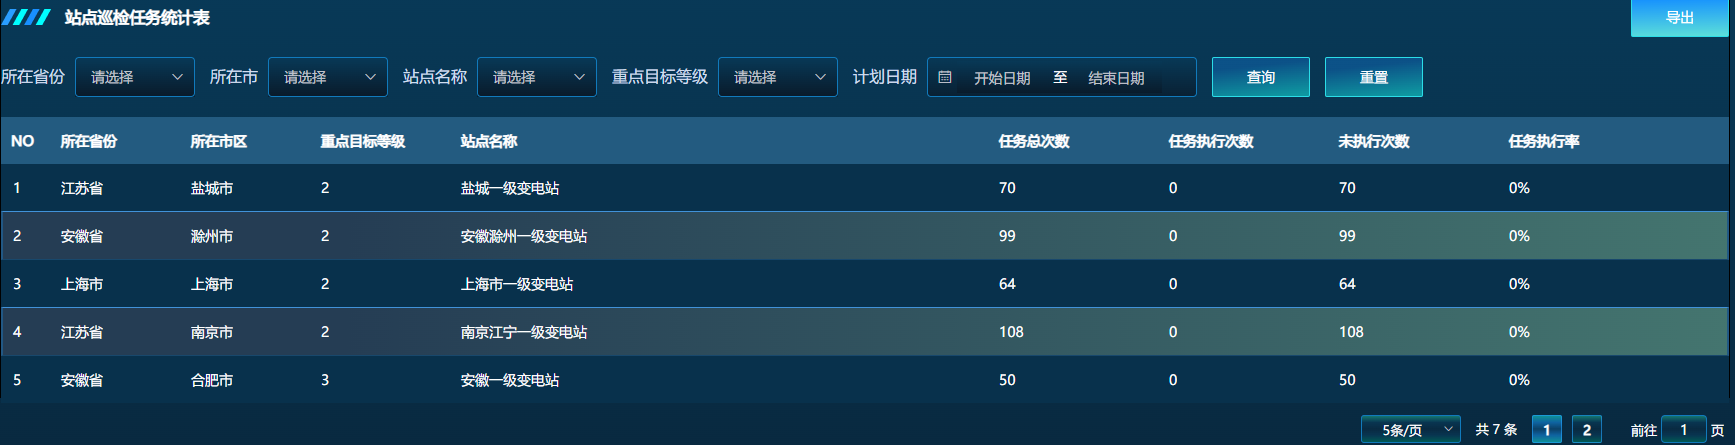 站点巡检任务统计表 导出
所在省份 请选择 所在市 请选择 站点名称 请选择 重点目标等级 请选择 计划日期 开始日期 至 结束日期 查询 重置
NO 所在省份 所在市区 重点目标等级 站点名称 任务总次数 任务执行次数 未执行次数 任务执行率
1 江苏省 盐城市 2 盐城一级变电站 70 0 70 0%
2 安徽省 滁州市 2 安徽滁州一级变电站 99 0 99 0%
3 上海市 上海市 2 上海市一级变电站 64 0 64 0%
4 江苏省 南京市 2 南京江宁一级变电站 108 0 108 0%
5 安徽省 合肥市 3 安徽一级变电站 50 0 50 0%
5条/页 共 7 条 1 2 前往 1 页